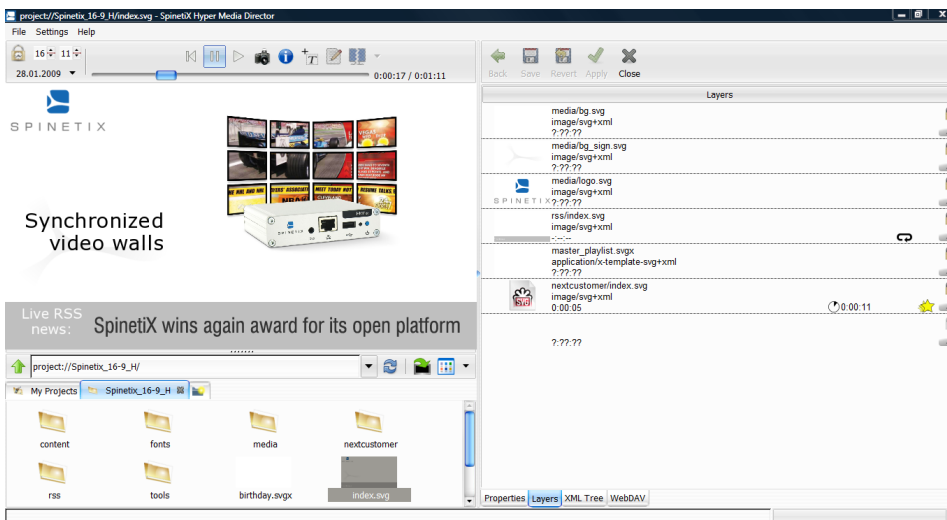 project://Spinetix_16-9_H/index.svg - SpinetiX Hyper Media Director
File Settings Help
16 11
28.01.2009
0:00:17 / 0:01:11
SPINETIX
Synchronized
video walls
Live RSS
news:
SpinetiX wins again award for its open platform
project://Spinetix_16-9_H/
My Projects Spinetix_16-9_H
content fonts media nextcustomer
rss tools birthday.svgx index.svg
Back Save Revert Apply Close
Layers
media/bg.svg
image/svg+xml
?:??:??
media/bg_sign.svg
image/svg+xml
?:??:??
SPINETIX
media/logo.svg
image/svg+xml
?:??:??
rss/index.svg
image/svg+xml
-:--:--
master_playlist.svgx
application/x-template-svg+xml
?:??:??
SVG
nextcustomer/index.svg
image/svg+xml
0:00:05 0:00:11
?:??:??
Properties Layers XML Tree WebDAV